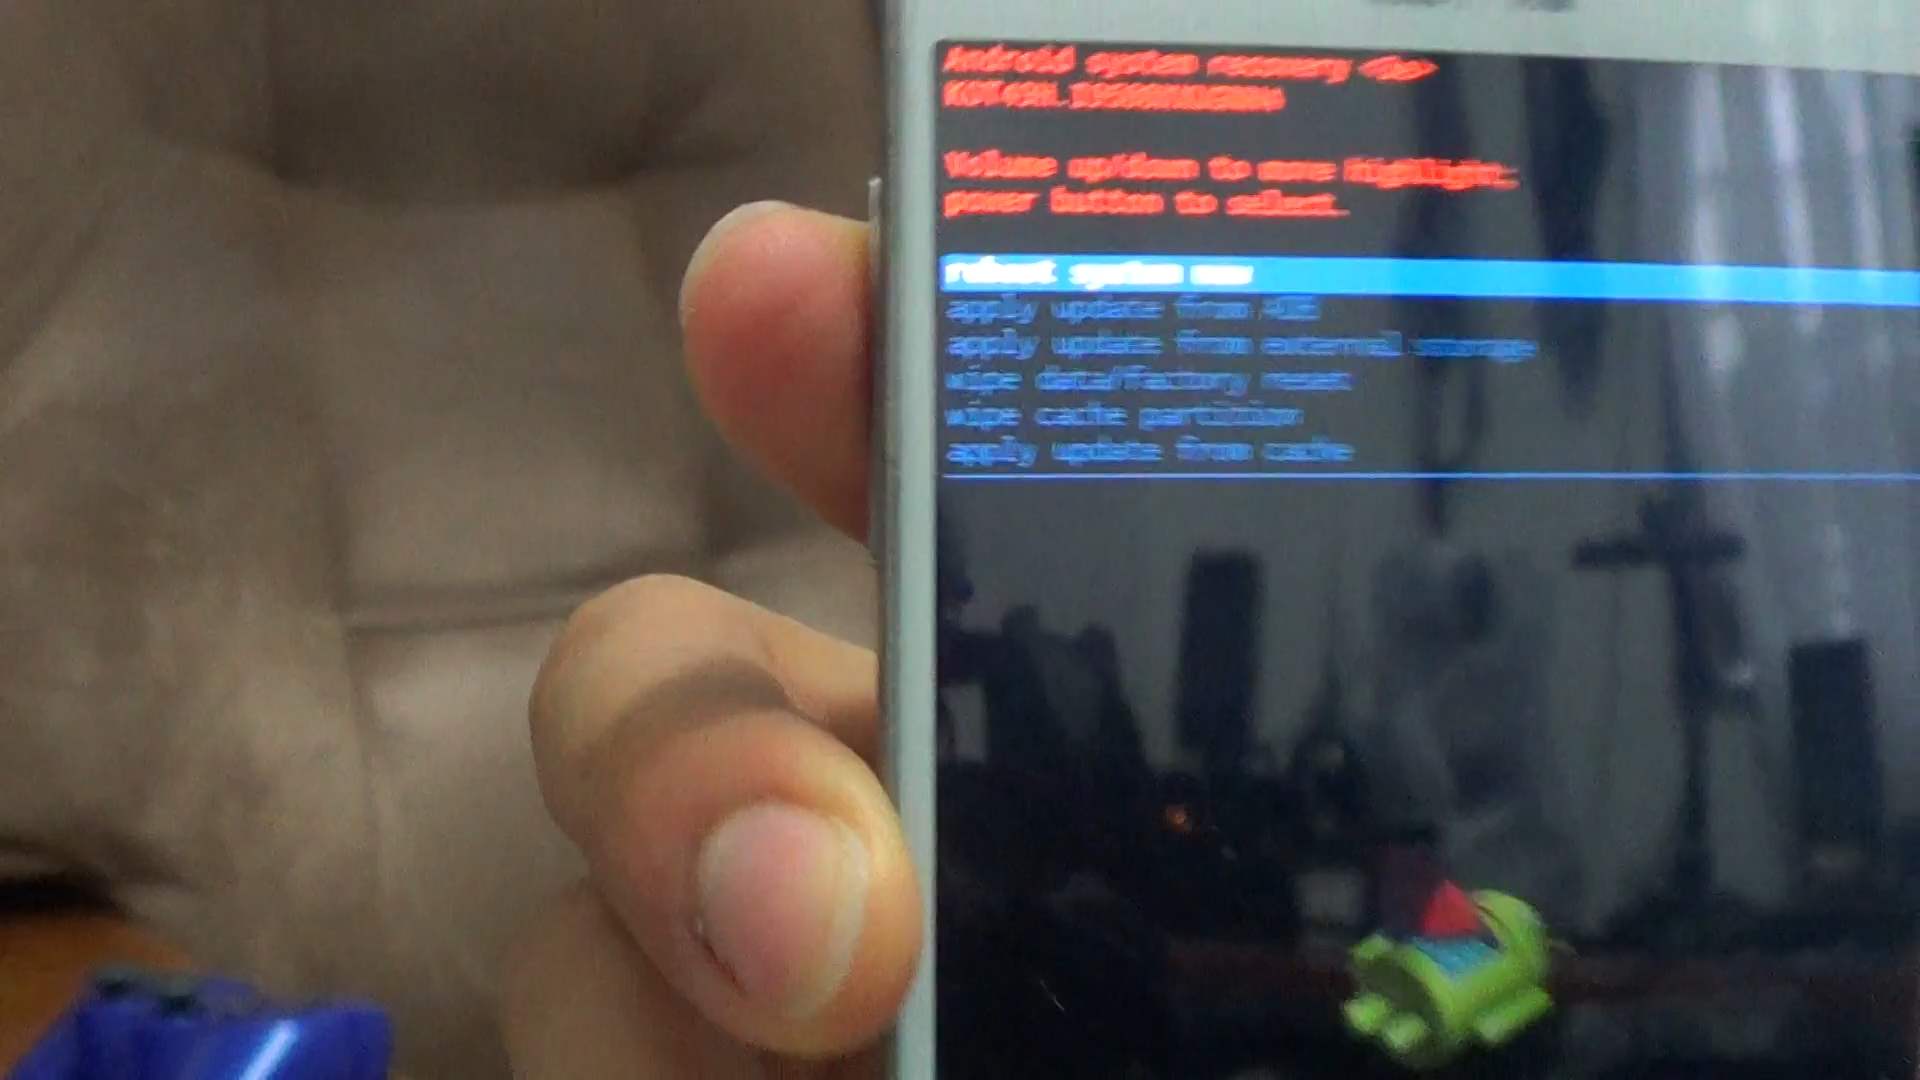 Android system recovery <3e>
Volume up/down to move highlight;
power button to select.
reboot system now
apply update from ADB
apply update from external storage
wipe data/factory reset
wipe cache partition
apply update from cache